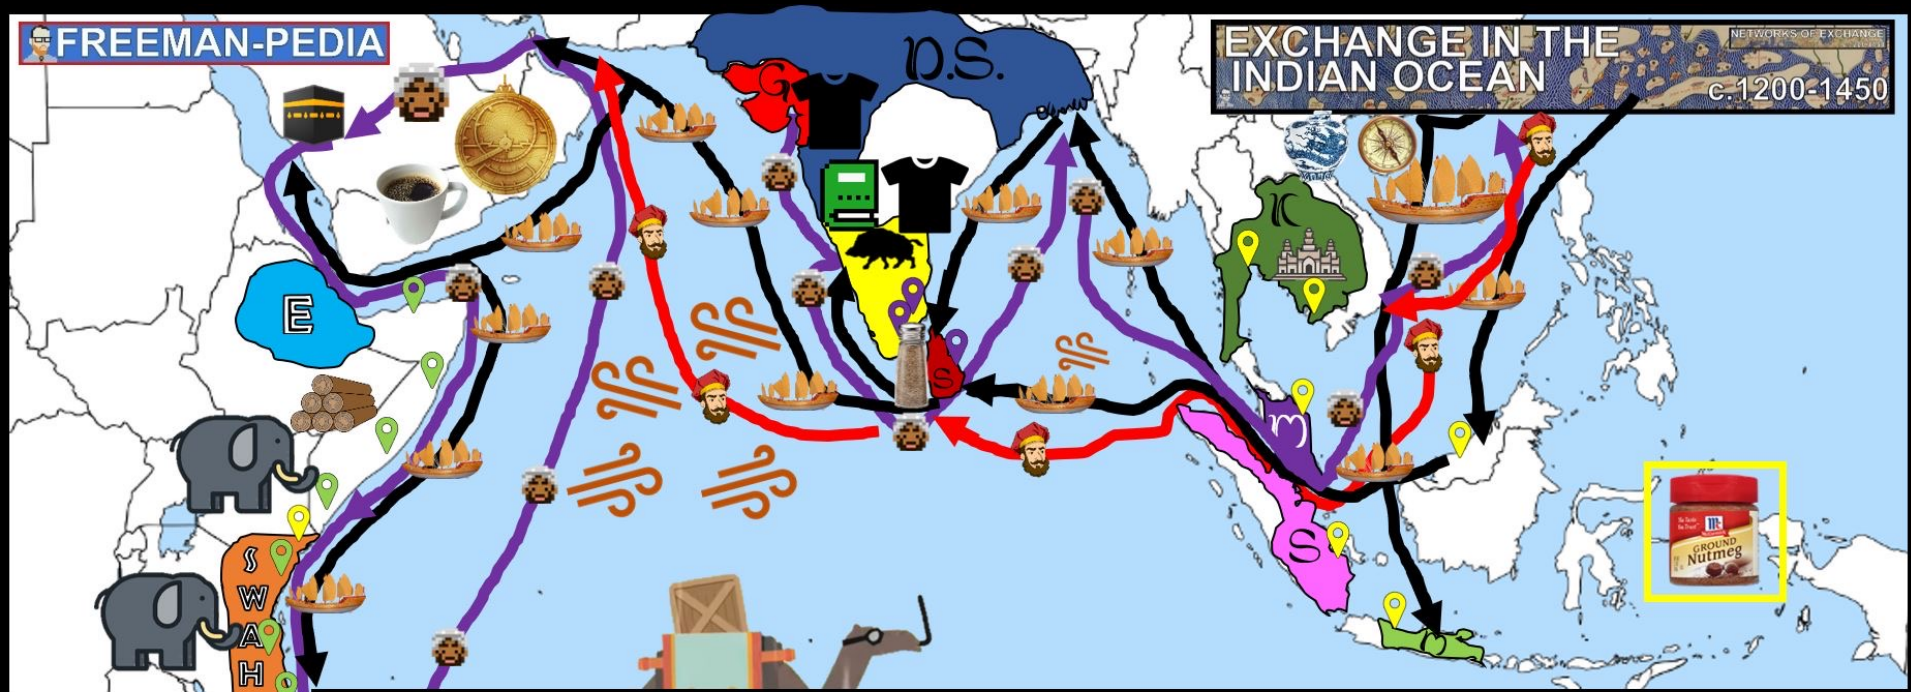 FREEMAN-PEDIA
EXCHANGE IN THE
INDIAN OCEAN
NETWORKS OF EXCHANGE
c.1200-1450
D.S.
G
K
E
S
M
S
S
W
A
H
GROUND
Nutmeg